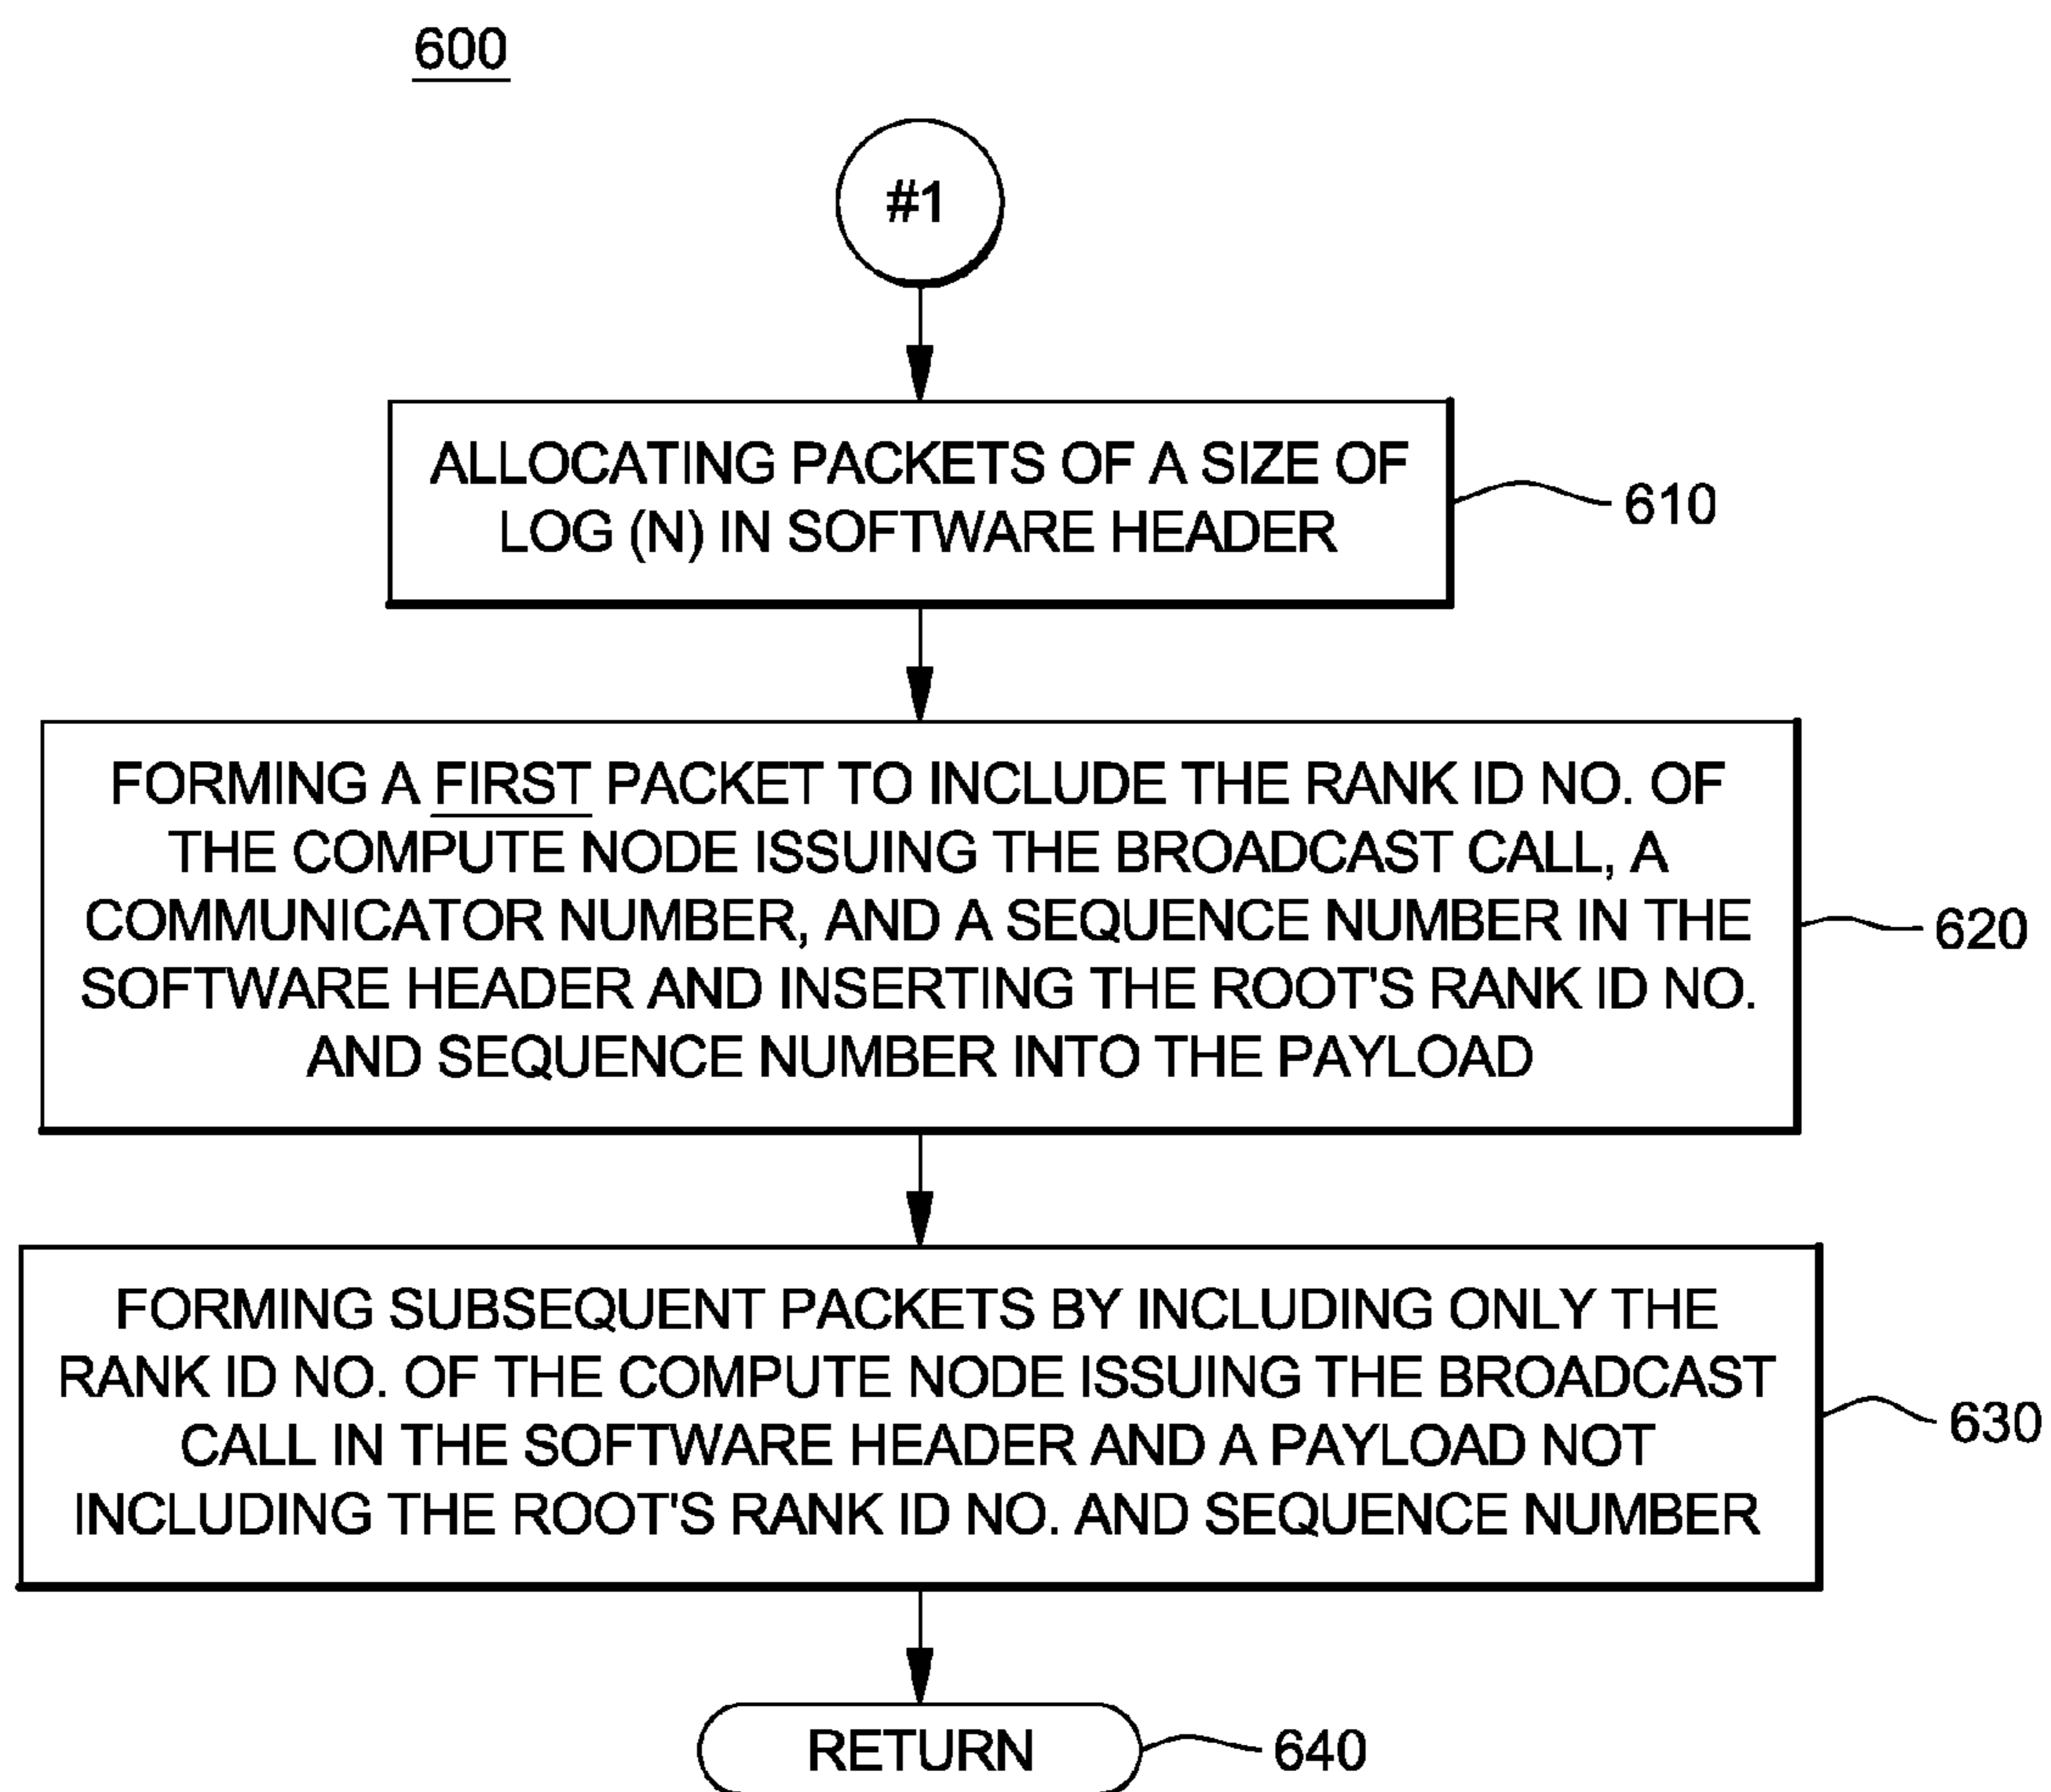 600
#1
ALLOCATING PACKETS OF A SIZE OF
LOG (N) IN SOFTWARE HEADER
610
FORMING A FIRST PACKET TO INCLUDE THE RANK ID NO. OF
THE COMPUTE NODE ISSUING THE BROADCAST CALL, A
COMMUNICATOR NUMBER, AND A SEQUENCE NUMBER IN THE
SOFTWARE HEADER AND INSERTING THE ROOT'S RANK ID NO.
AND SEQUENCE NUMBER INTO THE PAYLOAD
620
FORMING SUBSEQUENT PACKETS BY INCLUDING ONLY THE
RANK ID NO. OF THE COMPUTE NODE ISSUING THE BROADCAST
CALL IN THE SOFTWARE HEADER AND A PAYLOAD NOT
INCLUDING THE ROOT'S RANK ID NO. AND SEQUENCE NUMBER
630
RETURN
640